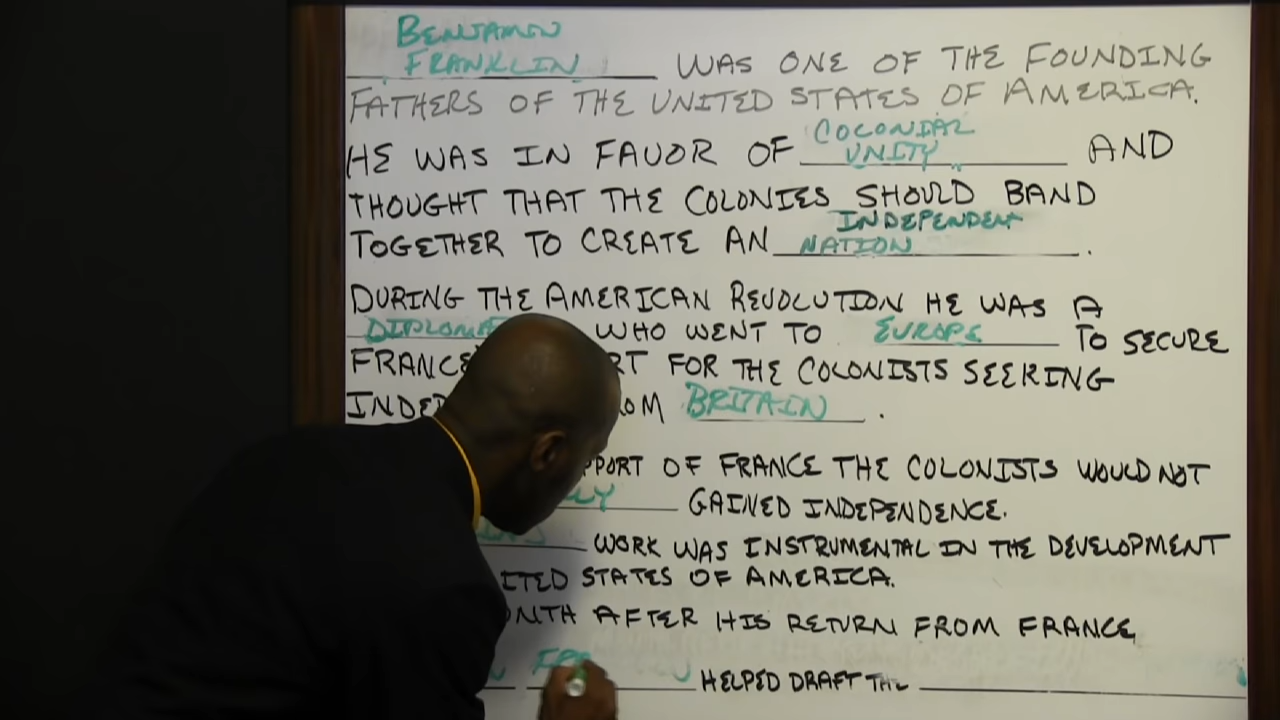 BENJAMIN
FRANKLIN WAS ONE OF THE FOUNDING
FATHERS OF THE UNITED STATES OF AMERICA.
COLONIAL
HE WAS IN FAVOR OF UNITY AND
THOUGHT THAT THE COLONIES SHOULD BAND
INDEPENDENT
TOGETHER TO CREATE AN NATION.
DURING THE AMERICAN REVOLUTION HE WAS A
WHO WENT TO EUROPE TO SECURE
FOR THE COLONISTS SEEKING
BRITAIN.
OF FRANCE THE COLONISTS WOULD NOT
GAINED INDEPENDENCE.
WORK WAS INSTRUMENTAL IN THE DEVELOPMENT
STATES OF AMERICA.
AFTER HIS RETURN FROM FRANCE
HELPED DRAFT THE